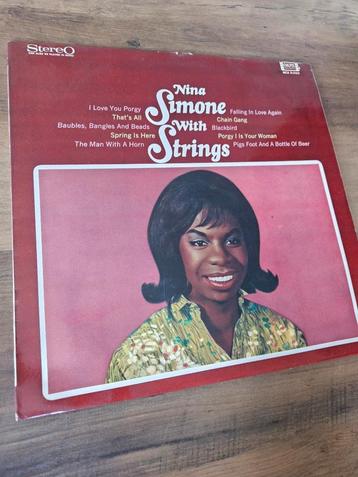 StereO
Nina
Simone
With
Strings
I Love You Porgy
That's All
Baubles, Bangles And Beads
Spring Is Here
The Man With A Horn
Falling In Love Again
Chain Gang
Blackbird
Porgy I Is Your Woman
Pigs Foot And A Bottle Of Beer